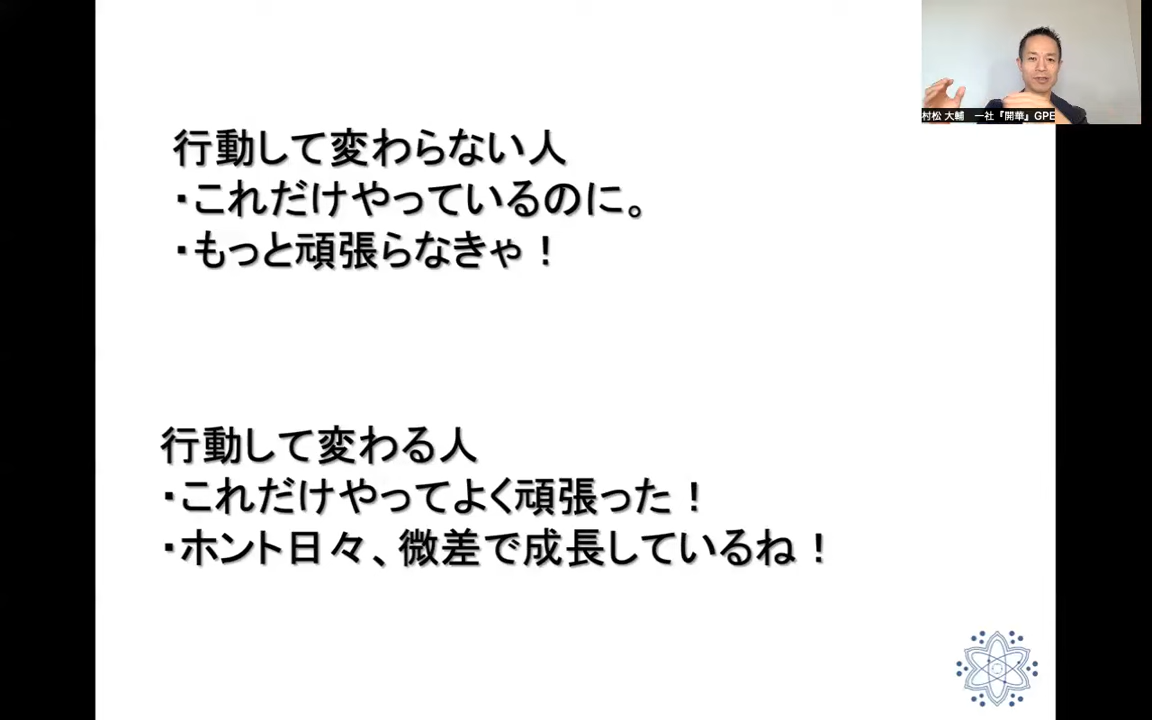 村松 大輔 一社『開華』GPE
行動して変わらない人
・これだけやっているのに。
・もっと頑張らなきゃ！
行動して変わる人
・これだけやってよく頑張った！
・ホント日々、微差で成長しているね！